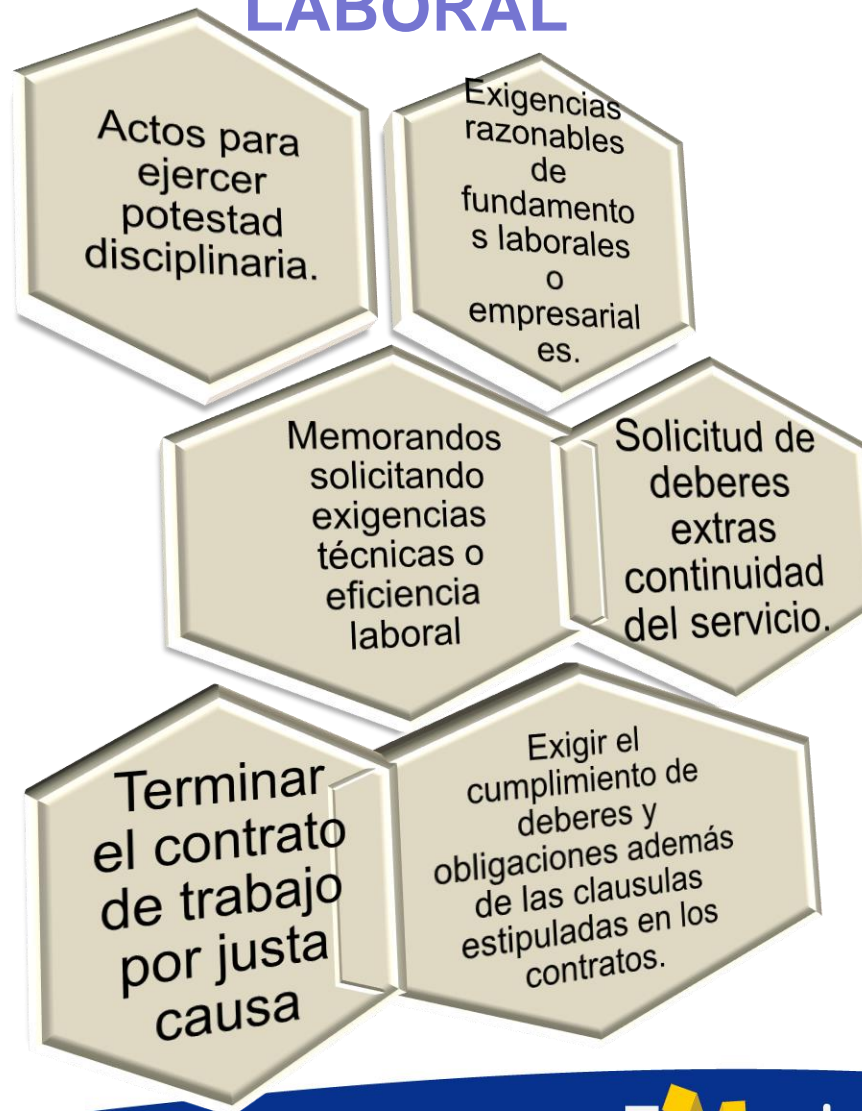 LABORAL
Actos para
ejercer
potestad
disciplinaria.
Exigencias
razonables
de
fundamento
s laborales
o
empresarial
es.
Memorandos
solicitando
exigencias
técnicas o
eficiencia
laboral
Solicitud de
deberes
extras
continuidad
del servicio.
Terminar
el contrato
de trabajo
por justa
causa
Exigir el
cumplimiento de
deberes y
obligaciones además
de las clausulas
estipuladas en los
contratos.